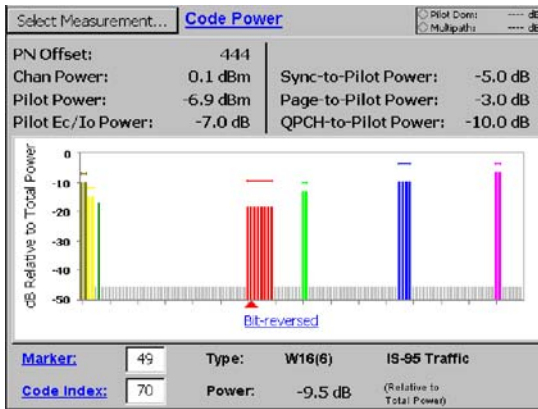 Select Measurement... Code Power
Pilot Dom: ---- dB
Multipath: ---- dB
PN Offset: 444
Chan Power: 0.1 dBm Sync-to-Pilot Power: -5.0 dB
Pilot Power: -6.9 dBm Page-to-Pilot Power: -3.0 dB
Pilot Ec/Io Power: -7.0 dB QPCH-to-Pilot Power: -10.0 dB
dB Relative to Total Power
0
-10
-20
-30
-40
-50
Bit-reversed
Marker: 49 Type: W16(6) IS-95 Traffic
Code Index: 70 Power: -9.5 dB (Relative to
Total Power)